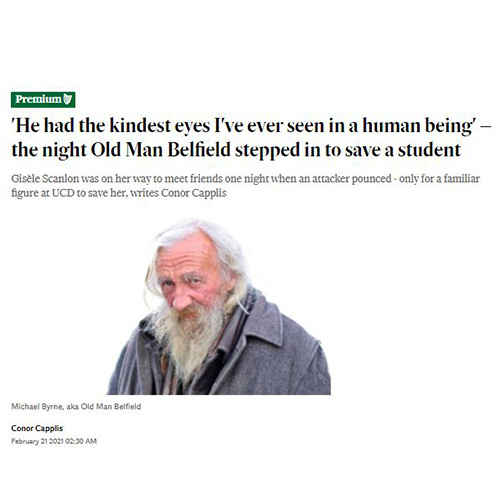 Premium
'He had the kindest eyes I've ever seen in a human being' –
the night Old Man Belfield stepped in to save a student
Gisèle Scanlon was on her way to meet friends one night when an attacker pounced - only for a familiar
figure at UCD to save her, writes Conor Capplis
Michael Byrne, aka Old Man Belfield
Conor Capplis
February 21 2021 02:30 AM